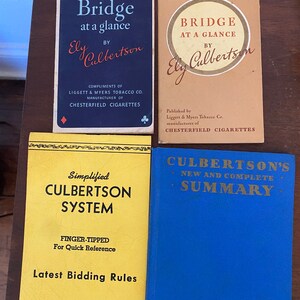 Bridge
at a glance
BY
Ely Culbertson
COMPLIMENTS OF
LIGGETT & MYERS TOBACCO CO.
MANUFACTURER OF
CHESTERFIELD CIGARETTES
BRIDGE
AT A GLANCE
BY
Ely Culbertson
Published by
Liggett & Myers Tobacco Co.
manufacturers of
CHESTERFIELD CIGARETTES
Simplified
CULBERTSON
SYSTEM
FINGER-TIPPED
For Quick Reference
Latest Bidding Rules
CULBERTSON'S
NEW AND COMPLETE
SUMMARY